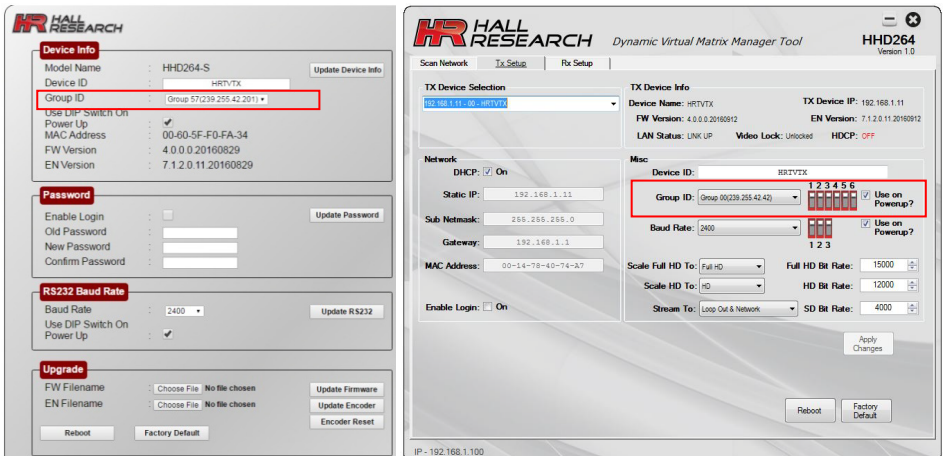 HR HALL RESEARCH
Device Info
Model Name : HHD264-S Update Device Info
Device ID : HRTVTX
Group ID : Group 57(239.255.42.201)
Use DIP Switch On Power Up :
MAC Address : 00-60-5F-F0-FA-34
FW Version : 4.0.0.0.20160829
EN Version : 7.1.2.0.11.20160829
Password
Enable Login : Update Password
Old Password :
New Password :
Confirm Password :
RS232 Baud Rate
Baud Rate : 2400 Update RS232
Use DIP Switch On Power Up :
Upgrade
FW Filename : Choose File No file chosen Update Firmware
EN Filename : Choose File No file chosen Update Encoder
Encoder Reset
Reboot Factory Default
HR HALL RESEARCH Dynamic Virtual Matrix Manager Tool HHD264
Version 1.0
Scan Network Tx Setup Rx Setup
TX Device Selection
192.168.1.11 - 00 - HRTVTX
TX Device Info
Device Name: HRTVTX TX Device IP: 192.168.1.11
FW Version: 4.0.0.0.20160912 EN Version: 7.1.2.0.11.20160912
LAN Status: LINK UP Video Lock: Unlocked HDCP: OFF
Network
DHCP: On
Static IP: 192.168.1.11
Sub Netmask: 255.255.255.0
Gateway: 192.168.1.1
MAC Address: 00-14-78-40-74-A7
Enable Login: On
Misc
Device ID: HRTVTX
1 2 3 4 5 6
Group ID: Group 00(239.255.42.42) Use on Powerup?
Baud Rate: 2400 Use on Powerup?
1 2 3
Scale Full HD To: Full HD Full HD Bit Rate: 15000
Scale HD To: HD HD Bit Rate: 12000
Stream To: Loop Out & Network SD Bit Rate: 4000
Apply Changes
Reboot Factory Default
IP - 192.168.1.100